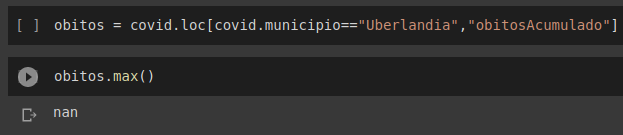 [ ] obitos = covid.loc[covid.municipio=="Uberlandia","obitosAcumulado"]
obitos.max()
nan